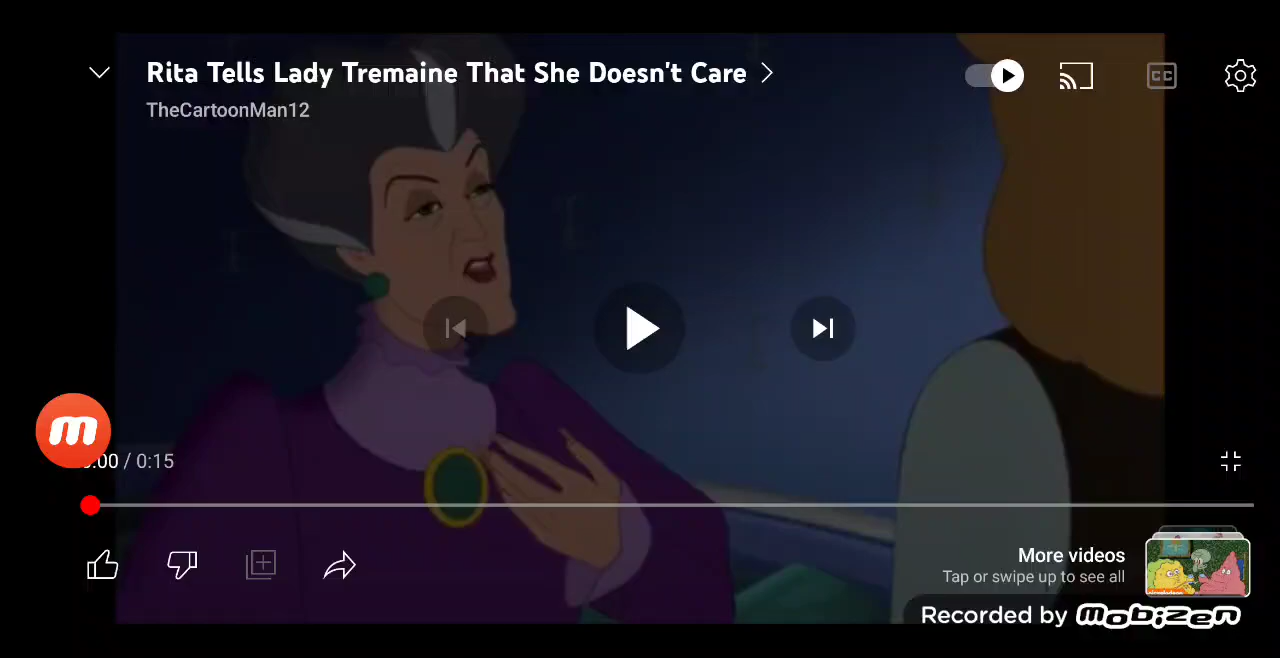 Rita Tells Lady Tremaine That She Doesn't Care
TheCartoonMan12
CC
m
:00 / 0:15
More videos
Tap or swipe up to see all
Recorded by mobizen